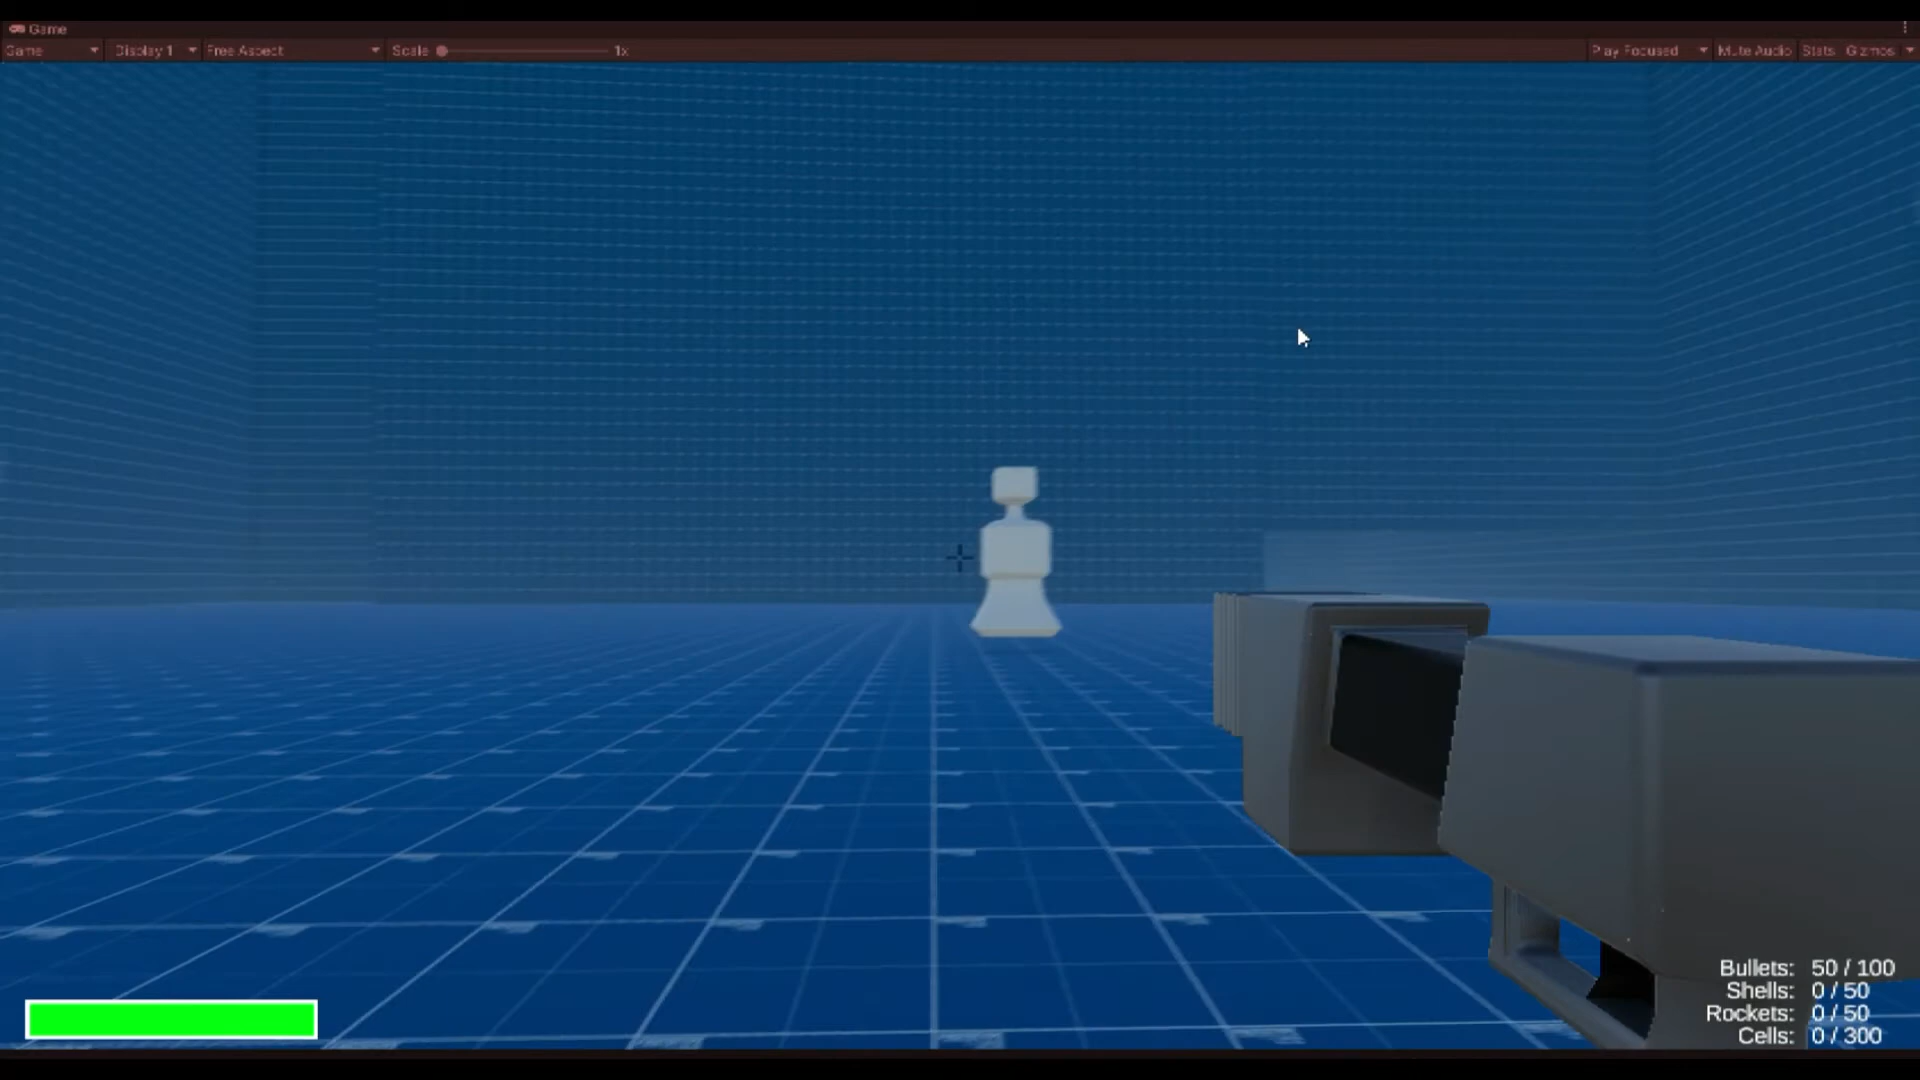 Game
Game Display 1 Free Aspect Scale 1x Play Focused Mute Audio Stats Gizmos
Bullets: 50 / 100
Shells: 0 / 50
Rockets: 0 / 50
Cells: 0 / 300